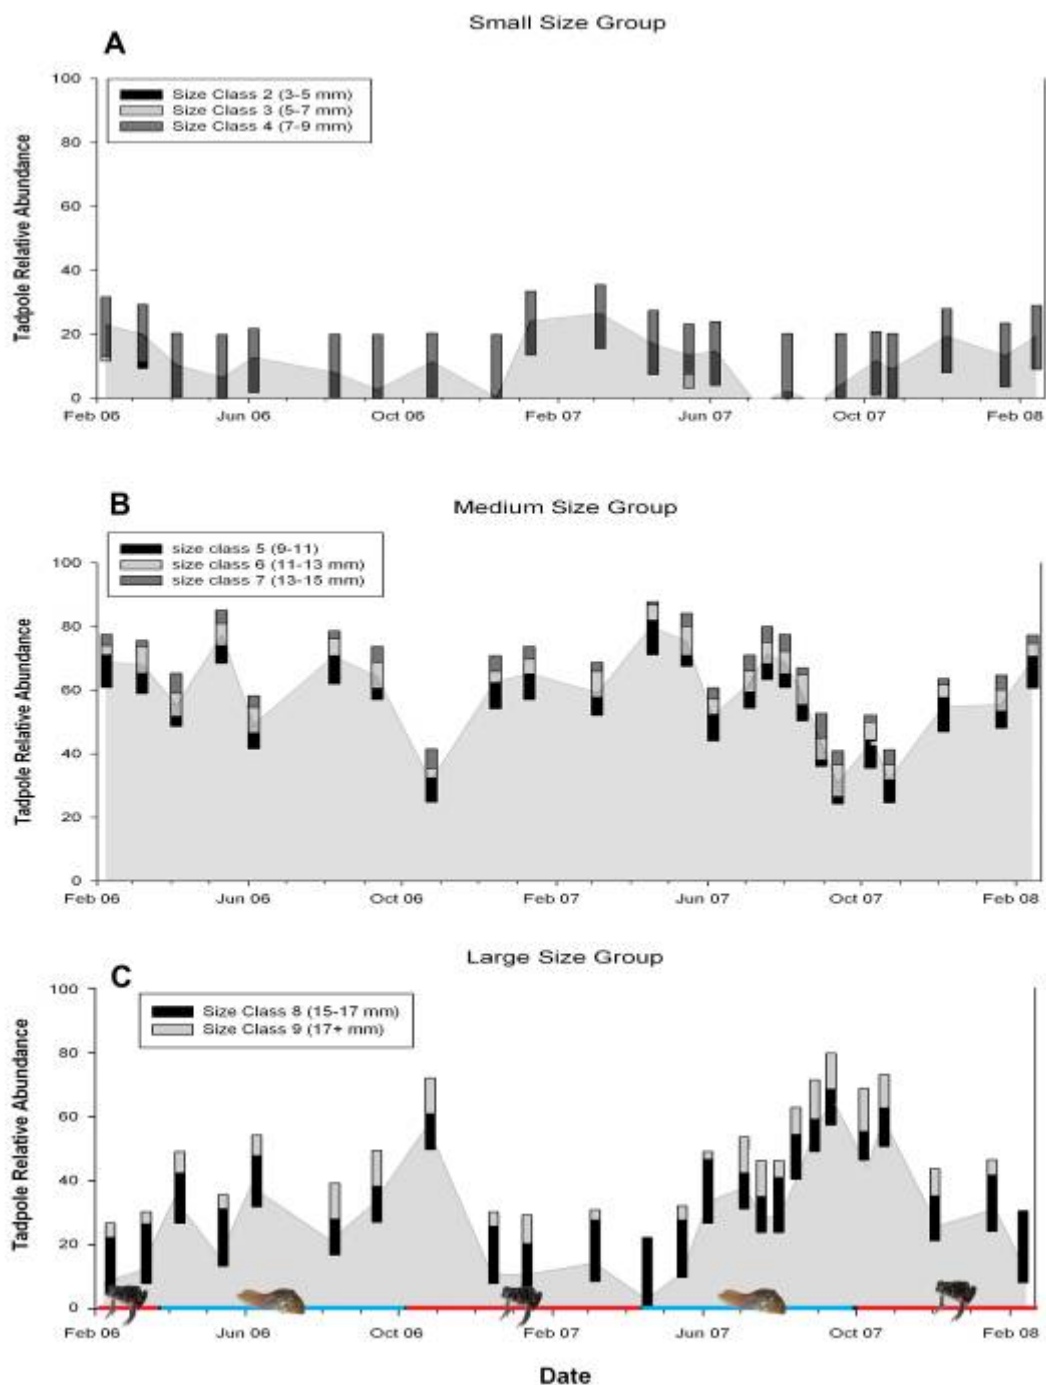 Small Size Group
A
100
Size Class 2 (3-5 mm)
Size Class 3 (5-7 mm)
Size Class 4 (7-9 mm)
80
60
40
20
0
Tadpole Relative Abundance
Feb 06 Jun 06 Oct 06 Feb 07 Jun 07 Oct 07 Feb 08
B
Medium Size Group
size class 5 (9-11)
size class 6 (11-13 mm)
size class 7 (13-15 mm)
100
80
60
40
20
0
Tadpole Relative Abundance
Feb 06 Jun 06 Oct 06 Feb 07 Jun 07 Oct 07 Feb 08
Large Size Group
C
100
Size Class 8 (15-17 mm)
Size Class 9 (17+ mm)
80
60
40
20
0
Tadpole Relative Abundance
Feb 06 Jun 06 Oct 06 Feb 07 Jun 07 Oct 07 Feb 08
Date